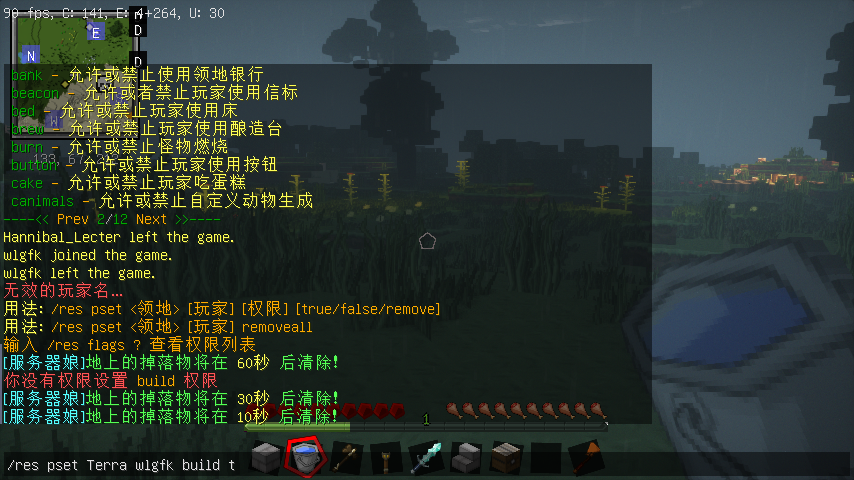 90 fps, C: 141, E: 4+264, U: 30
D
E
N
D
W
bank - 允许或禁止使用领地银行
beacon - 允许或者禁止玩家使用信标
bed - 允许或禁止玩家使用床
brew - 允许或禁止玩家使用酿造台
burn - 允许或禁止怪物燃烧
button - 允许或禁止玩家使用按钮
cake - 允许或禁止玩家吃蛋糕
canimals - 允许或禁止自定义动物生成
----<< Prev 2/12 Next >>----
Hannibal_Lecter left the game.
wlgfk joined the game.
wlgfk left the game.
无效的玩家名...
用法: /res pset <领地> [玩家] [权限] [true/false/remove]
用法: /res pset <领地> [玩家] removeall
输入 /res flags ? 查看权限列表
[服务器娘]地上的掉落物将在 60秒 后清除!
你没有权限设置 build 权限
[服务器娘]地上的掉落物将在 30秒 后清除!
[服务器娘]地上的掉落物将在 10秒 后清除!
1
/res pset Terra wlgfk build t